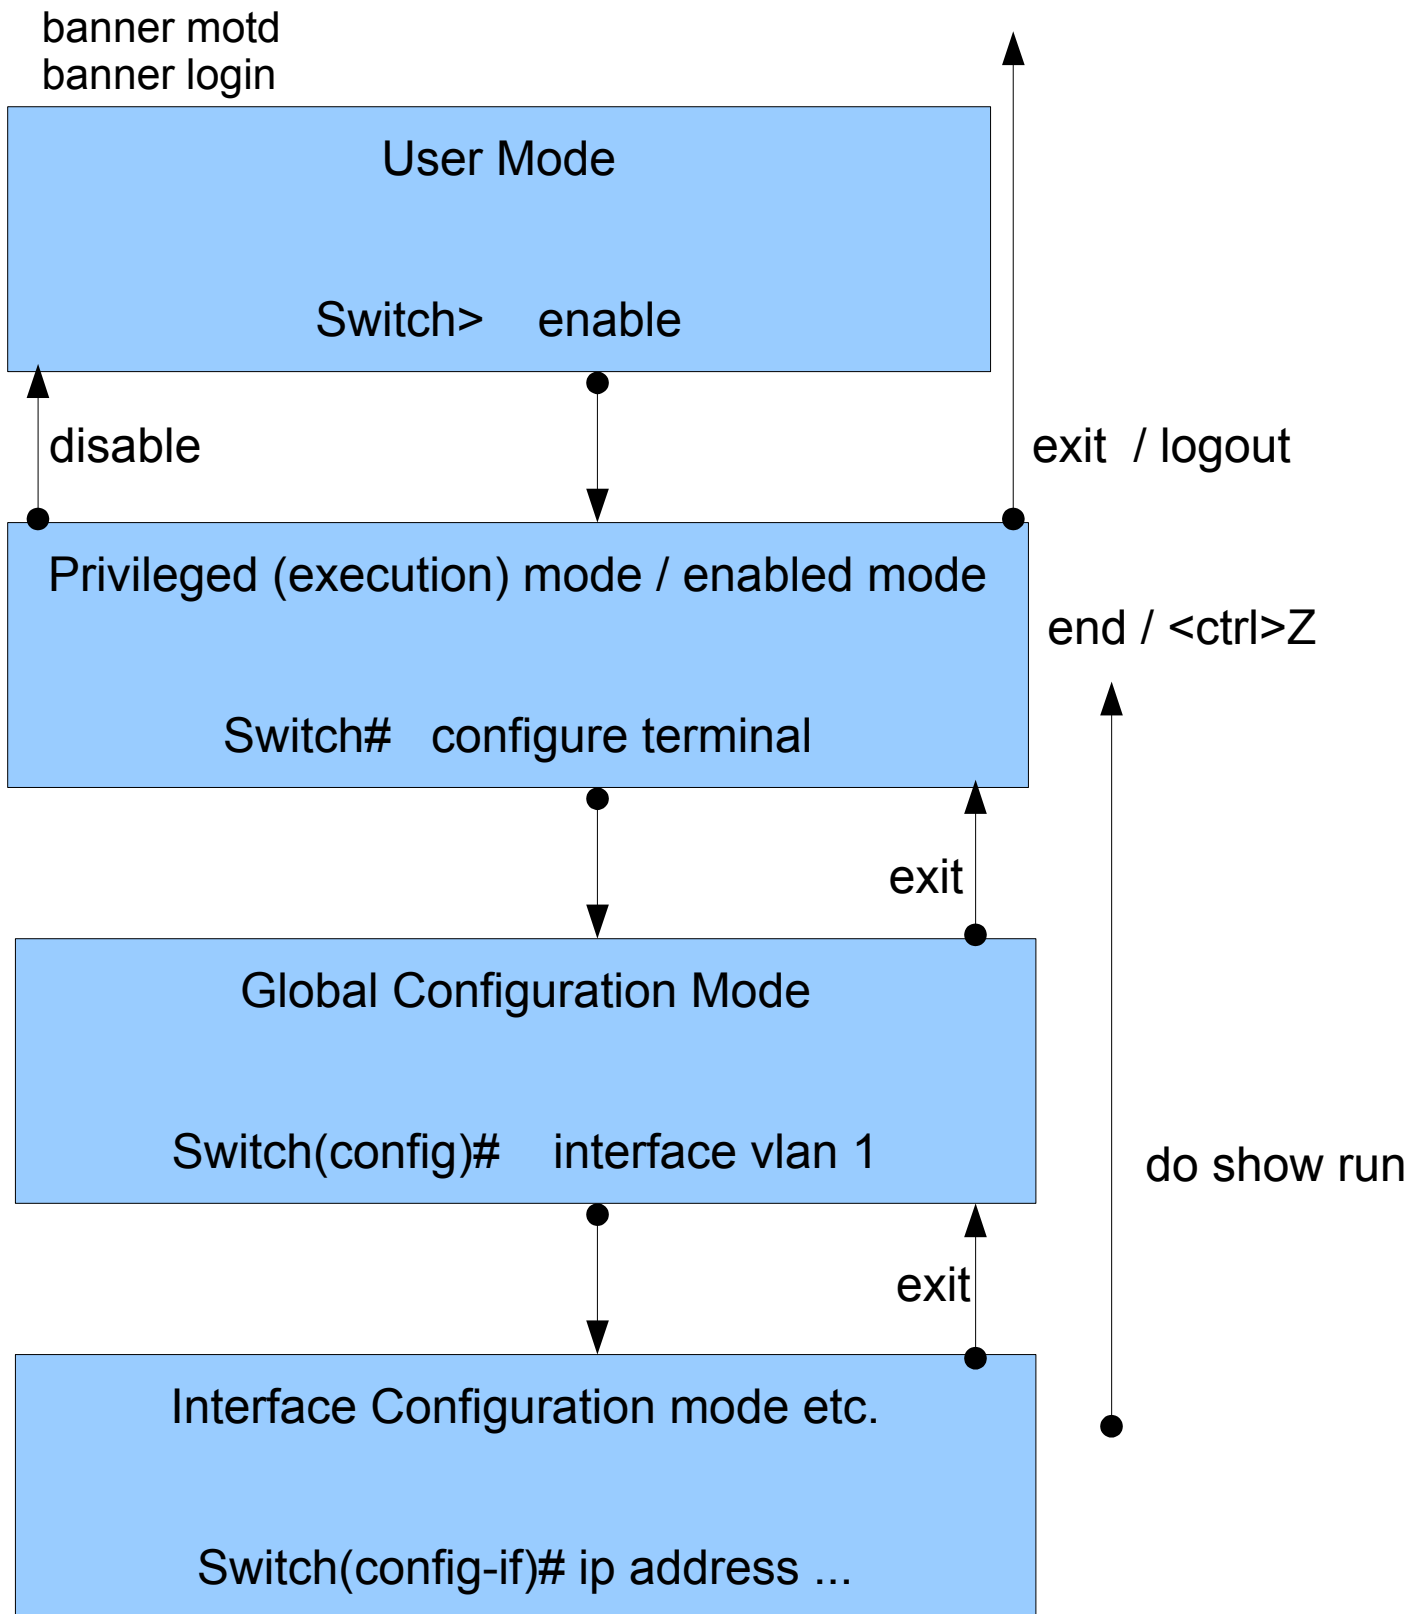 banner motd
banner login
User Mode
Switch> enable
disable
exit / logout
Privileged (execution) mode / enabled mode
end / <ctrl>Z
Switch# configure terminal
exit
Global Configuration Mode
Switch(config)# interface vlan 1
do show run
exit
Interface Configuration mode etc.
Switch(config-if)# ip address ...